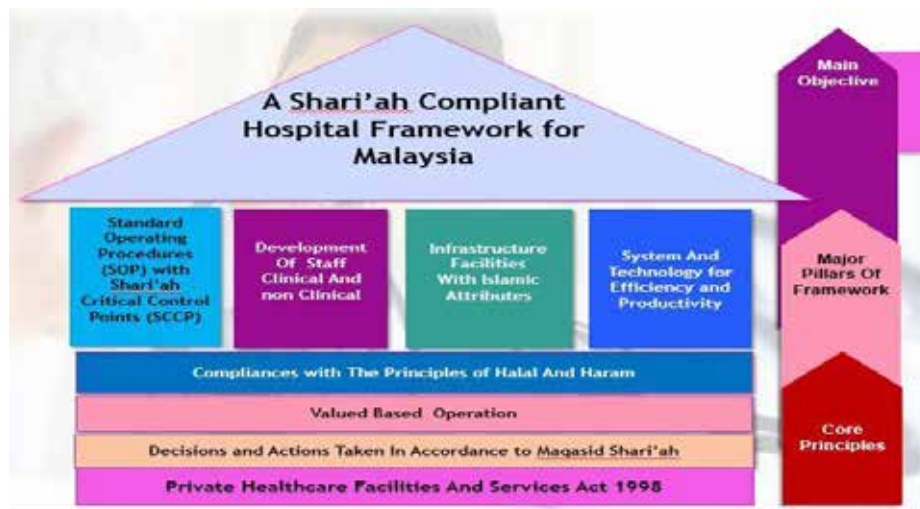 A Shari'ah Compliant
Hospital Framework for
Malaysia
Main
Objective
Standard
Operating
Procedures
(SOP) with
Shari'ah
Critical Control
Points (SCCP)
Development
Of Staff
Clinical And
non Clinical
Infrastructure
Facilities
With Islamic
Attributes
System And
Technology for
Efficiency and
Productivity
Major
Pillars Of
Framework
Compliances with The Principles of Halal And Haram
Valued Based Operation
Decisions and Actions Taken In Accordance to Maqasid Shari'ah
Private Healthcare Facilities And Services Act 1998
Core
Principles